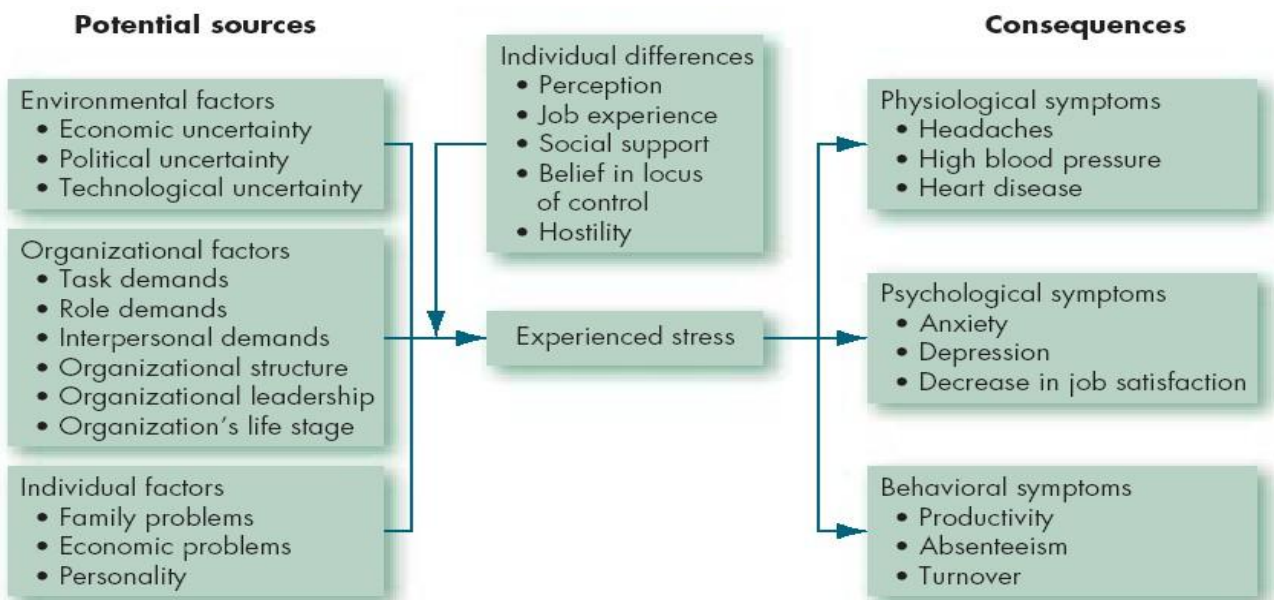 Potential sources
Environmental factors
• Economic uncertainty
• Political uncertainty
• Technological uncertainty
Organizational factors
• Task demands
• Role demands
• Interpersonal demands
• Organizational structure
• Organizational leadership
• Organization's life stage
Individual factors
• Family problems
• Economic problems
• Personality
Individual differences
• Perception
• Job experience
• Social support
• Belief in locus
of control
• Hostility
Experienced stress
Consequences
Physiological symptoms
• Headaches
• High blood pressure
• Heart disease
Psychological symptoms
• Anxiety
• Depression
• Decrease in job satisfaction
Behavioral symptoms
• Productivity
• Absenteeism
• Turnover